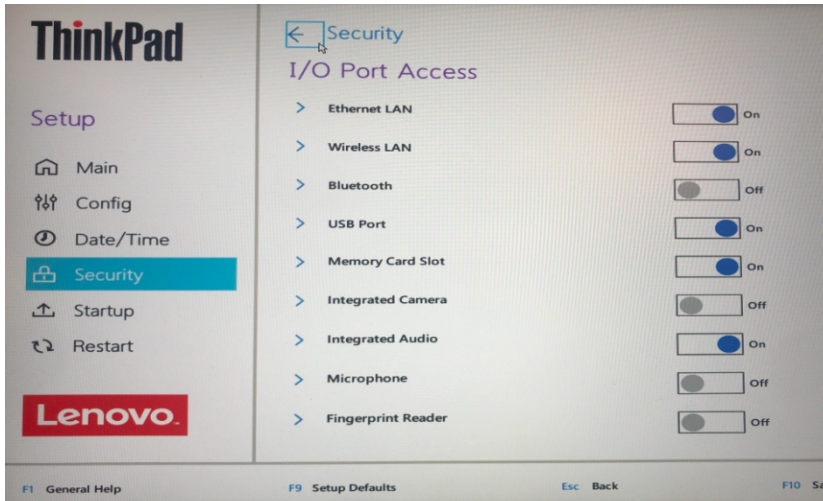 ThinkPad
Setup
Main
Config
Date/Time
Security
Startup
Restart
Lenovo.
Security
I/O Port Access
Ethernet LAN On
Wireless LAN On
Bluetooth Off
USB Port On
Memory Card Slot On
Integrated Camera Off
Integrated Audio On
Microphone Off
Fingerprint Reader Off
F1 General Help F9 Setup Defaults Esc Back F10